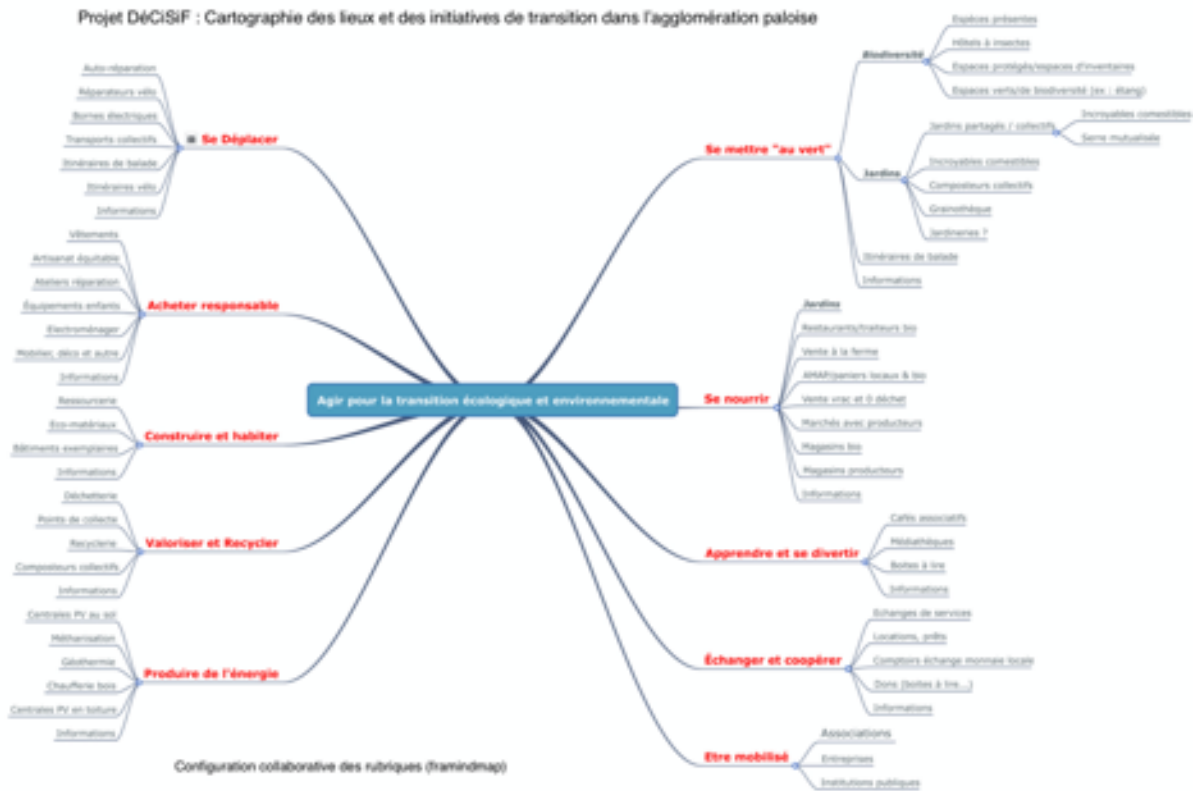 Projet DéCiSiF : Cartographie des lieux et des initiatives de transition dans l'agglomération paloise
Agir pour la transition écologique et environnementale
Se Déplacer
Auto-réparation
Réparateurs vélo
Bornes électriques
Transports collectifs
Itinéraires de balade
Itinéraires vélo
Informations
Acheter responsable
Vêtements
Artisanat équitable
Ateliers réparation
Équipements enfants
Electroménager
Mobilier, déco et autre
Informations
Construire et habiter
Ressourcerie
Eco-matériaux
Bâtiments exemplaires
Informations
Valoriser et Recycler
Déchetterie
Points de collecte
Recyclerie
Composteurs collectifs
Informations
Produire de l'énergie
Centrales PV au sol
Méthanisation
Géothermie
Chaufferie bois
Centrales PV en toiture
Informations
Se mettre "au vert"
Biodiversité
Espèces présentes
Hôtels à insectes
Espaces protégés/espaces d'inventaires
Espaces verts/de biodiversité (ex : étang)
Jardins
Jardins partagés / collectifs
Incroyables comestibles
Serre mutualisée
Incroyables comestibles
Composteurs collectifs
Grainothèque
Jardineries ?
Itinéraires de balade
Informations
Se nourrir
Jardins
Restaurants/traiteurs bio
Vente à la ferme
AMAP/paniers locaux & bio
Vente vrac et 0 déchet
Marchés avec producteurs
Magasins bio
Magasins producteurs
Informations
Apprendre et se divertir
Cafés associatifs
Médiathèques
Boites à lire
Informations
Échanger et coopérer
Echanges de services
Locations, prêts
Comptoirs échange monnaie locale
Dons (boites à lire...)
Informations
Etre mobilisé
Associations
Entreprises
Institutions publiques
Configuration collaborative des rubriques (framindmap)